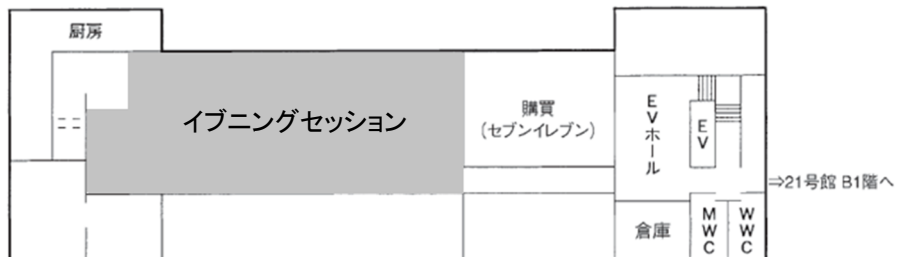 厨房
イブニングセッション
購買
(セブンイレブン)
EVホール
EV
⇒21号館 B1階へ
倉庫
MWC
WWC